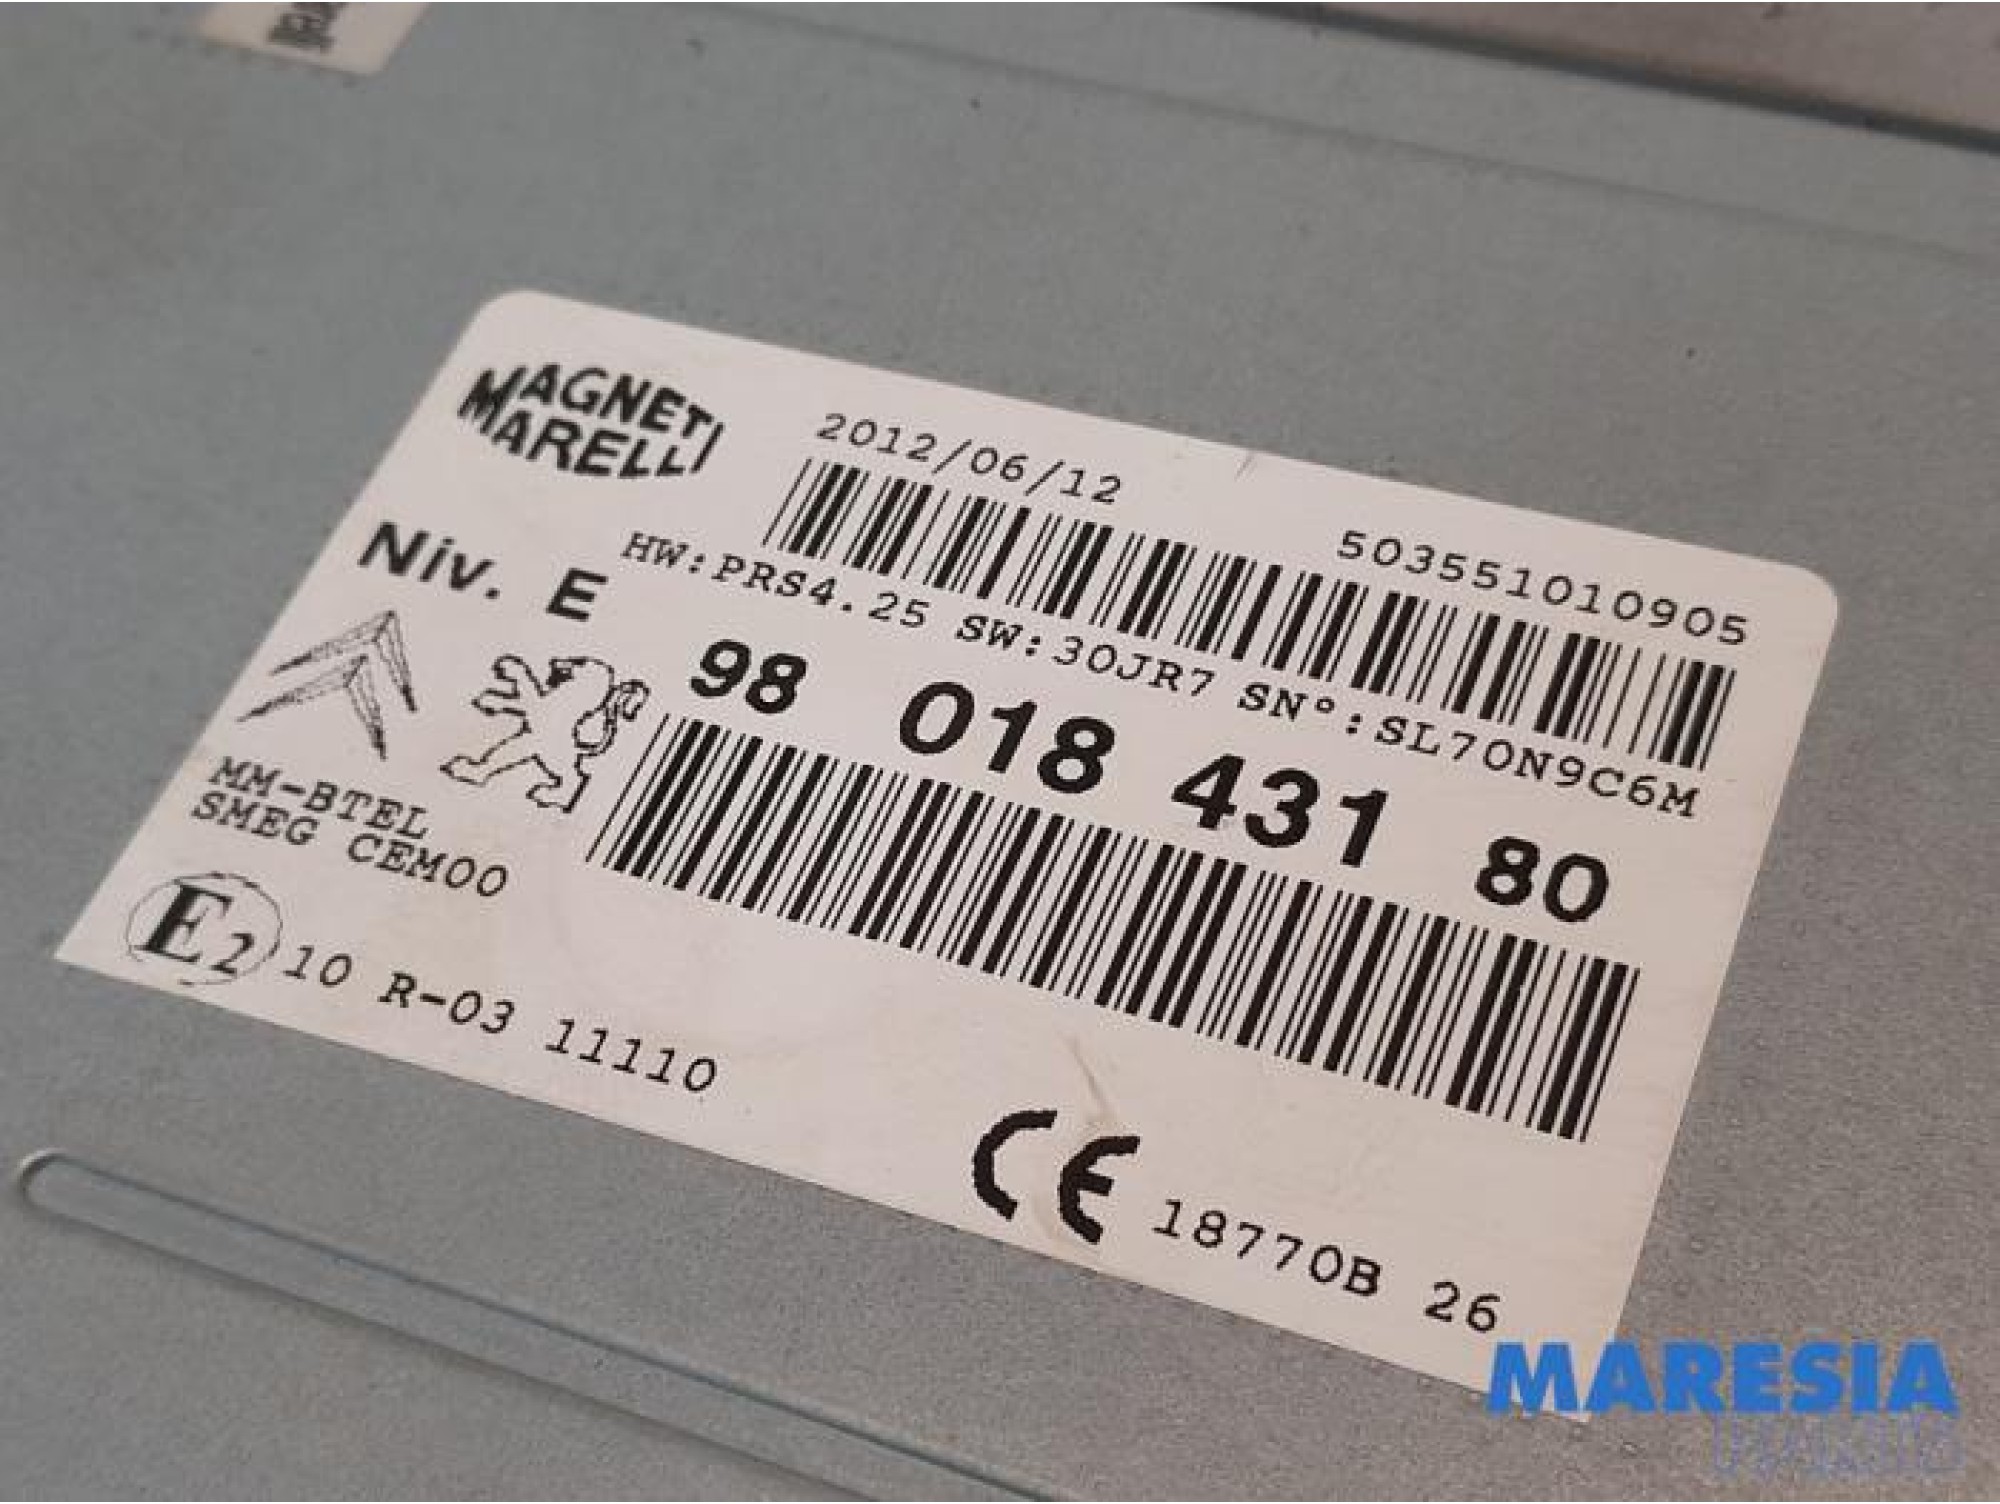 MAGNETI
MARELLI
2012/06/12
503551010905
Niv. E
HW:PRS4.25 SW:30JR7 SN°:SL70N9C6M
98 018 431 80
MM-BTEL
SMEG CEM00
E2 10 R-03 11110
CE 18770B 26
MARESIA
PARTS